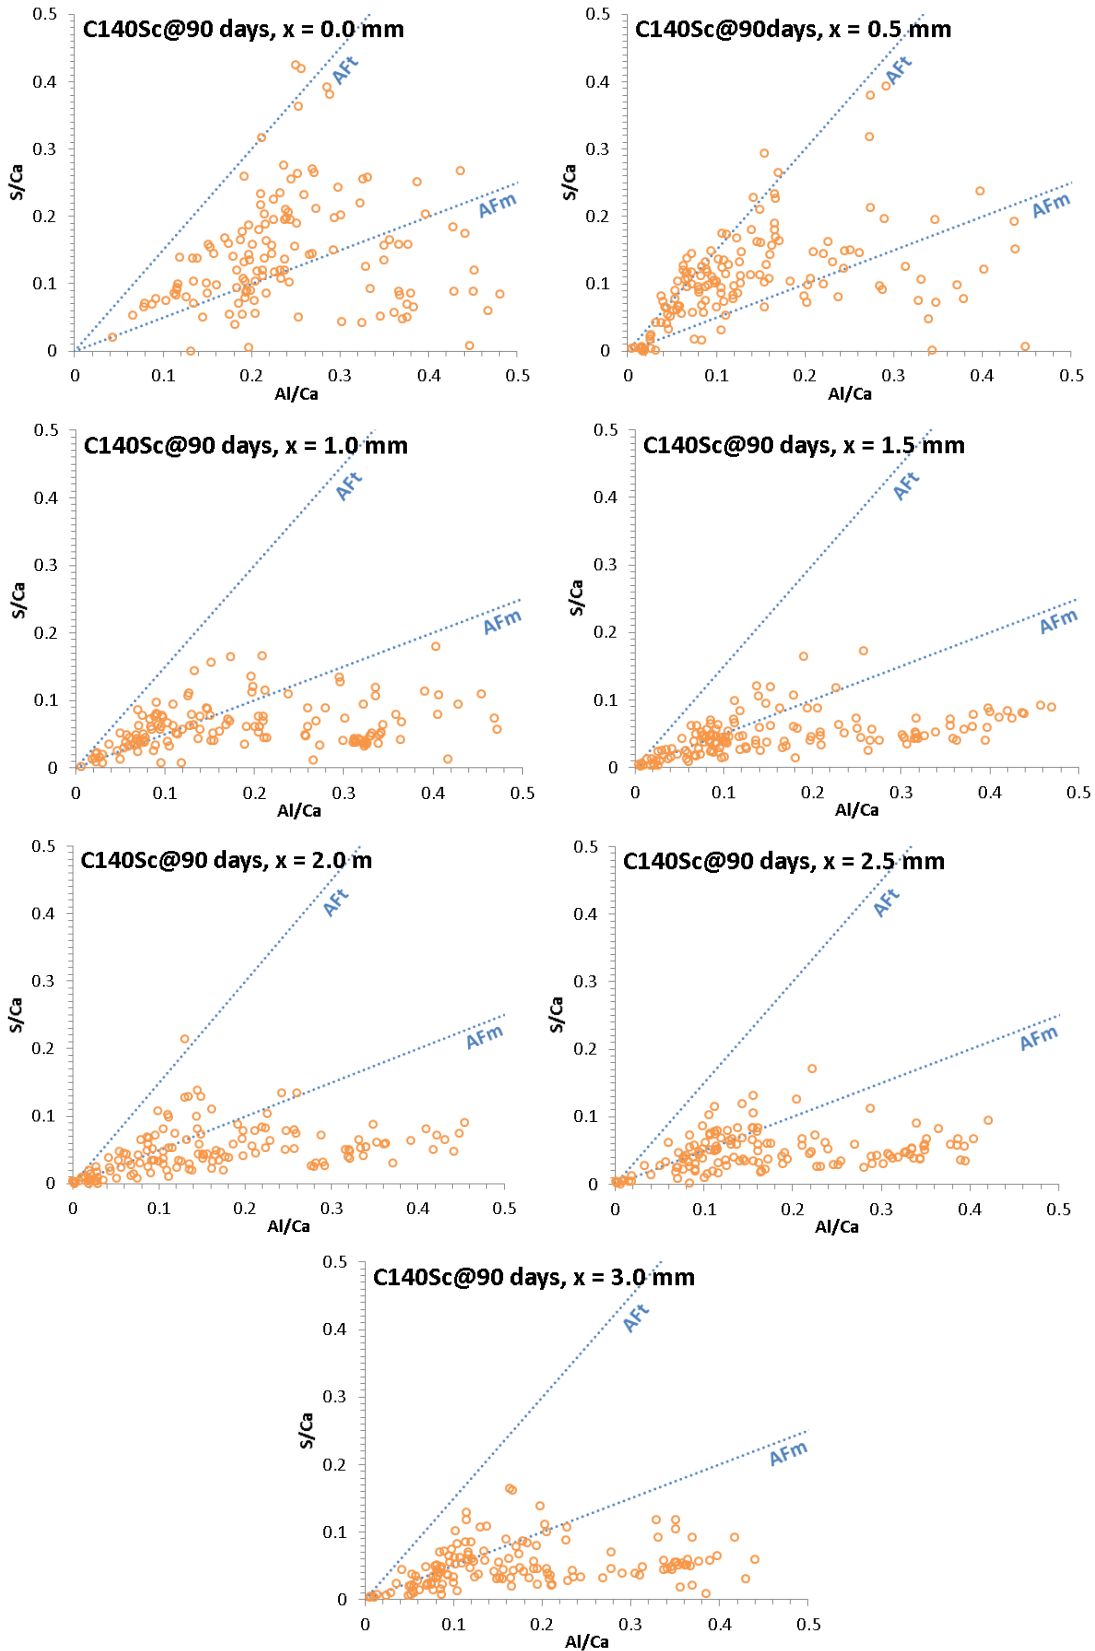 C140Sc@90 days, x = 0.0 mm
0.5
0.4
0.3
0.2
0.1
0
S/Ca
AFt
AFm
0 0.1 0.2 0.3 0.4 0.5
Al/Ca
C140Sc@90days, x = 0.5 mm
0.5
0.4
0.3
0.2
0.1
0
S/Ca
AFt
AFm
0 0.1 0.2 0.3 0.4 0.5
Al/Ca
C140Sc@90 days, x = 1.0 mm
0.5
0.4
0.3
0.2
0.1
0
S/Ca
AFt
AFm
0 0.1 0.2 0.3 0.4 0.5
Al/Ca
C140Sc@90 days, x = 1.5 mm
0.5
0.4
0.3
0.2
0.1
0
S/Ca
AFt
AFm
0 0.1 0.2 0.3 0.4 0.5
Al/Ca
C140Sc@90 days, x = 2.0 m
0.5
0.4
0.3
0.2
0.1
0
S/Ca
AFt
AFm
0 0.1 0.2 0.3 0.4 0.5
Al/Ca
C140Sc@90 days, x = 2.5 mm
0.5
0.4
0.3
0.2
0.1
0
S/Ca
AFt
AFm
0 0.1 0.2 0.3 0.4 0.5
Al/Ca
C140Sc@90 days, x = 3.0 mm
0.5
0.4
0.3
0.2
0.1
0
S/Ca
AFt
AFm
0 0.1 0.2 0.3 0.4 0.5
Al/Ca